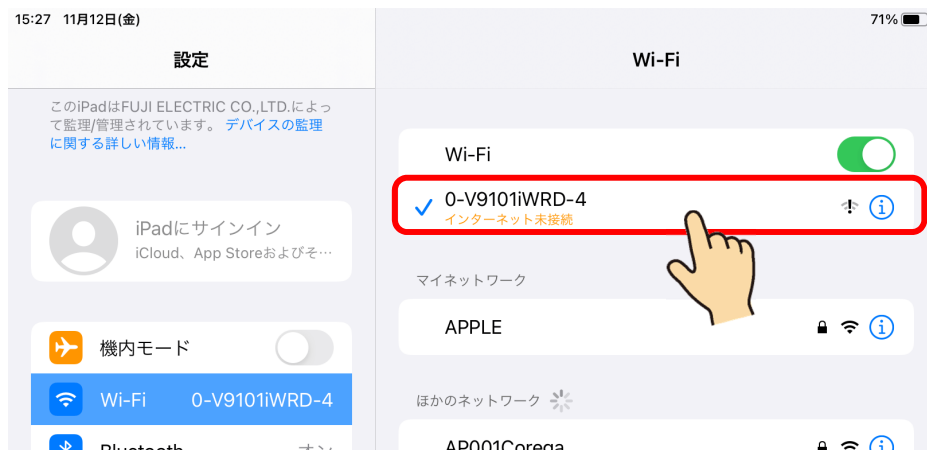 15:27 11月12日(金)
71%
設定
Wi-Fi
このiPadはFUJI ELECTRIC CO.,LTD.によっ
て監理/管理されています。 デバイスの監理
に関する詳しい情報...
iPadにサインイン
iCloud、App Storeおよびそ…
機内モード
Wi-Fi 0-V9101iWRD-4
Bluetooth オン
Wi-Fi
0-V9101iWRD-4
インターネット未接続
マイネットワーク
APPLE
ほかのネットワーク
AP001Corega